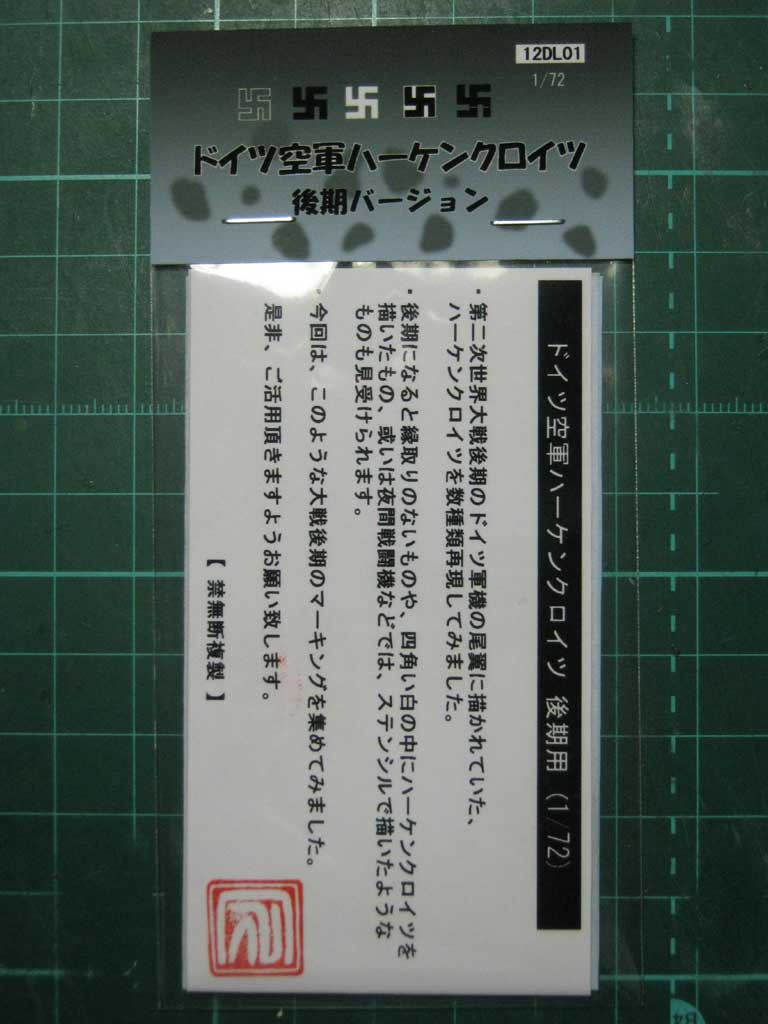 12DL01
1/72
ドイツ空軍ハーケンクロイツ
後期バージョン
ドイツ空軍ハーケンクロイツ 後期用 (1/72)
・第二次世界大戦後期のドイツ軍機の尾翼に描かれていた、
ハーケンクロイツを数種類再現してみました。
・後期になると縁取りのないものや、四角い白の中にハーケンクロイツを
描いたもの、或いは夜間戦闘機などでは、ステンシルで描いたような
ものも見受けられます。
・今回は、このような大戦後期のマーキングを集めてみました。
是非、ご活用頂きますようお願い致します。
【 禁無断複製 】
B4